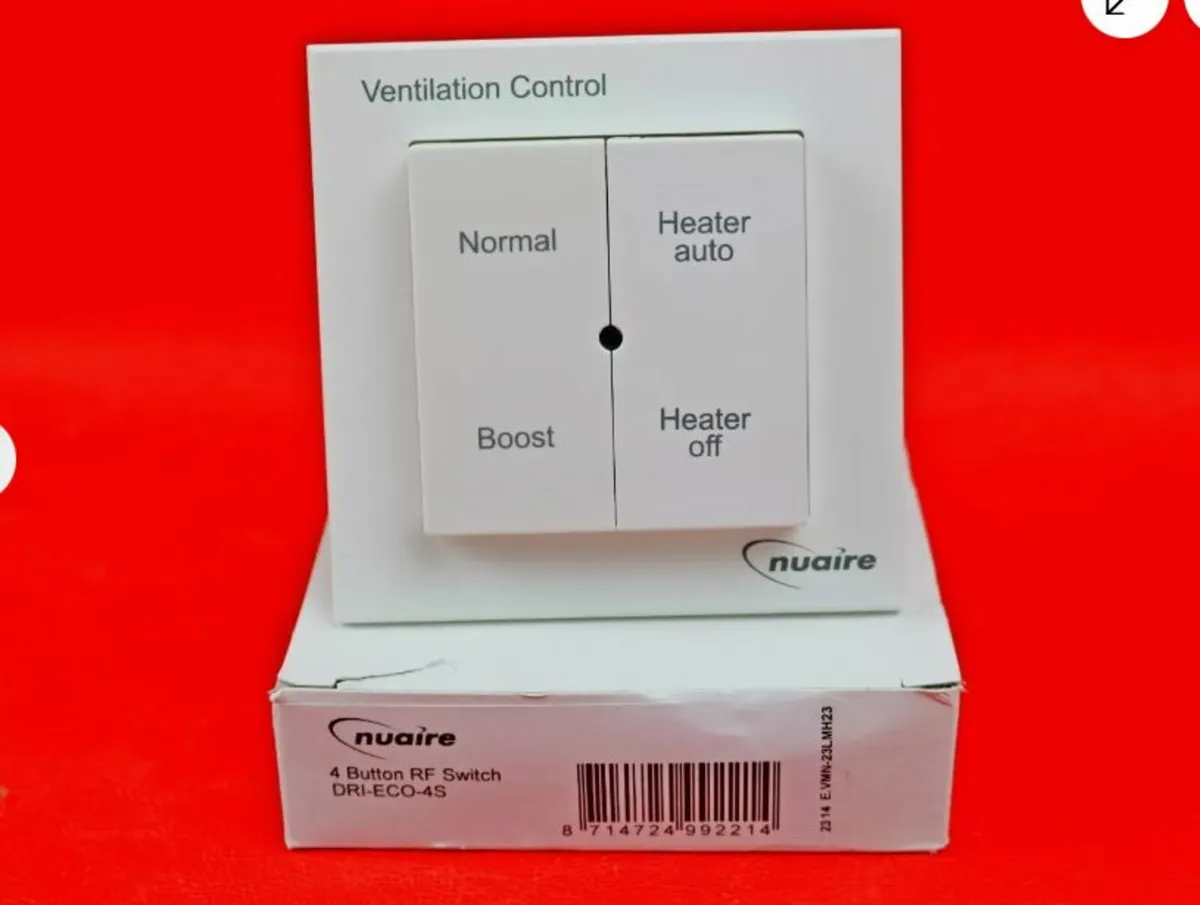 Ventilation Control
Normal
Heater
auto
Boost
Heater
off
nuaire
nuaire
4 Button RF Switch
DRI-ECO-4S
8 714724 992214
2314 E.VMN-23LMH23